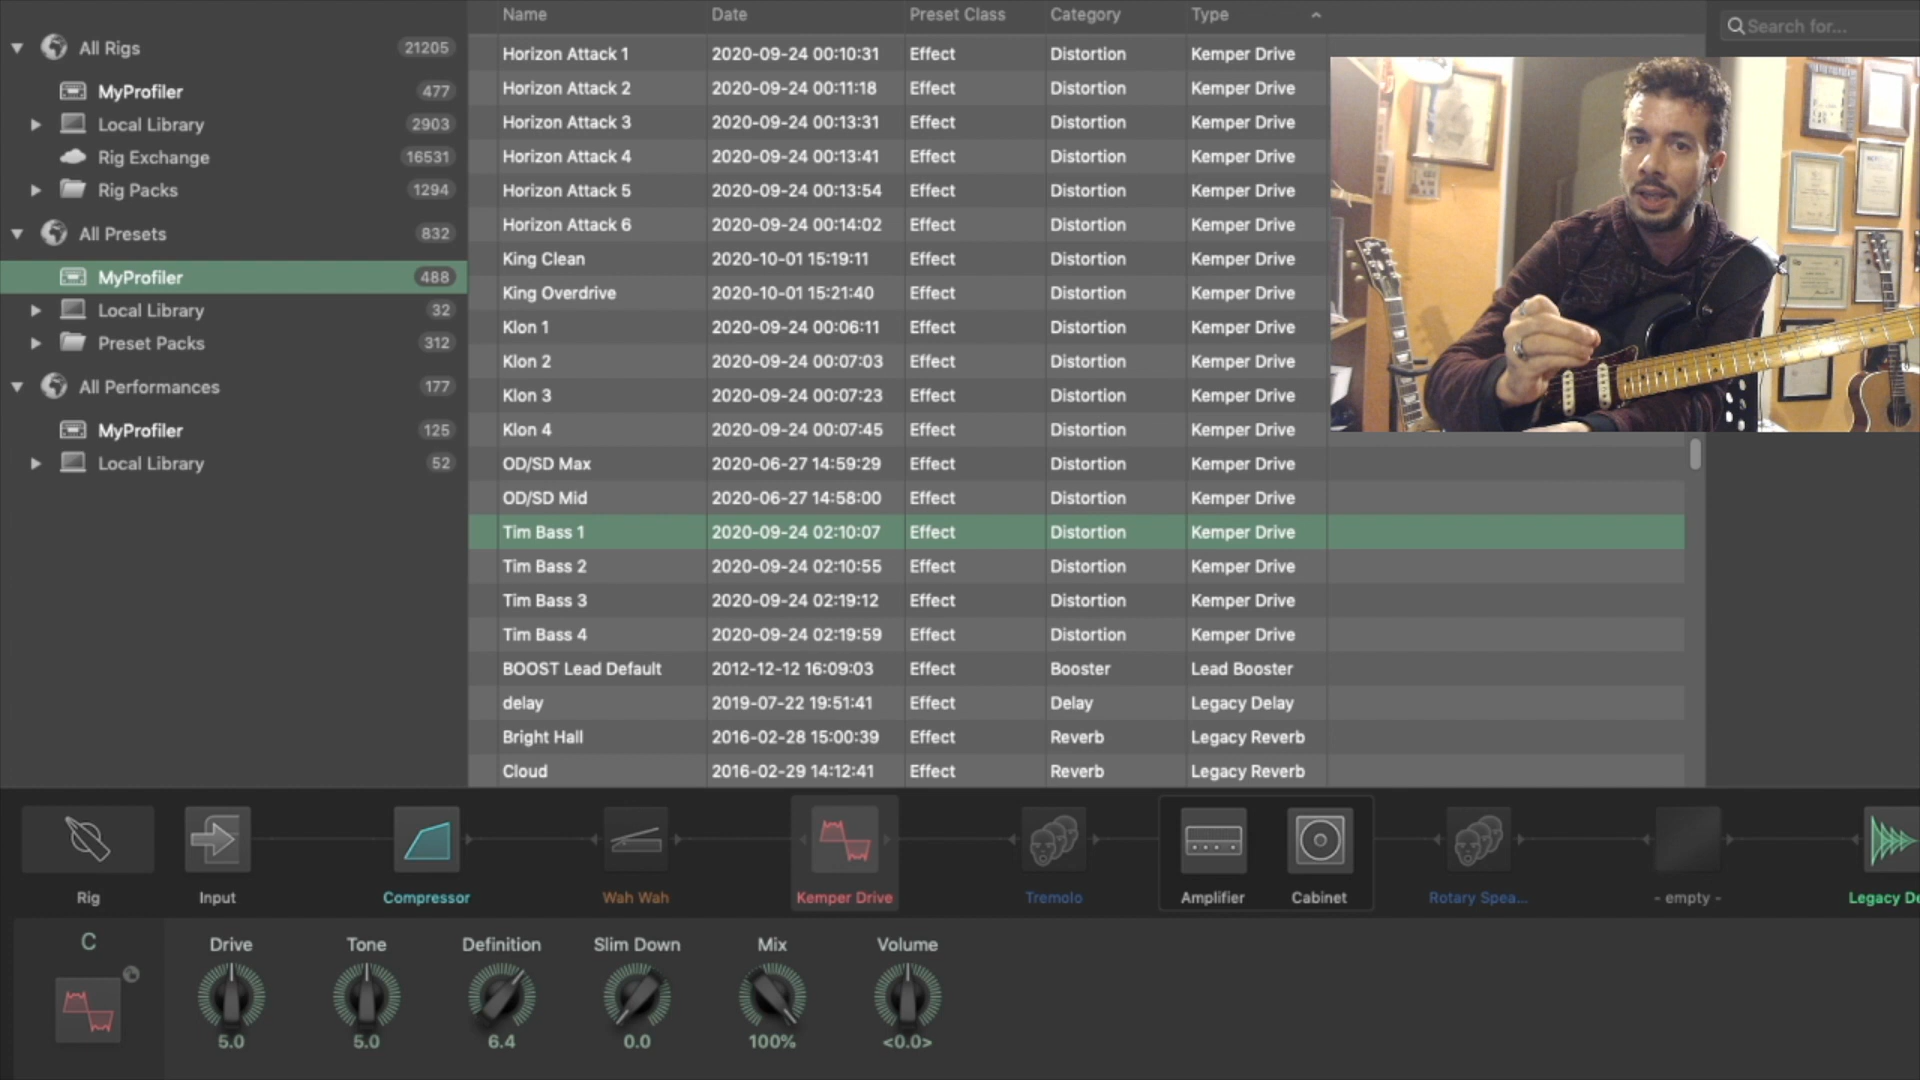 Name Date Preset Class Category Type
Search for...
All Rigs 21205
MyProfiler 477
Local Library 2903
Rig Exchange 16531
Rig Packs 1294
All Presets 832
MyProfiler 488
Local Library 32
Preset Packs 312
All Performances 177
MyProfiler 125
Local Library 52
Horizon Attack 1 2020-09-24 00:10:31 Effect Distortion Kemper Drive
Horizon Attack 2 2020-09-24 00:11:18 Effect Distortion Kemper Drive
Horizon Attack 3 2020-09-24 00:13:31 Effect Distortion Kemper Drive
Horizon Attack 4 2020-09-24 00:13:41 Effect Distortion Kemper Drive
Horizon Attack 5 2020-09-24 00:13:54 Effect Distortion Kemper Drive
Horizon Attack 6 2020-09-24 00:14:02 Effect Distortion Kemper Drive
King Clean 2020-10-01 15:19:11 Effect Distortion Kemper Drive
King Overdrive 2020-10-01 15:21:40 Effect Distortion Kemper Drive
Klon 1 2020-09-24 00:06:11 Effect Distortion Kemper Drive
Klon 2 2020-09-24 00:07:03 Effect Distortion Kemper Drive
Klon 3 2020-09-24 00:07:23 Effect Distortion Kemper Drive
Klon 4 2020-09-24 00:07:45 Effect Distortion Kemper Drive
OD/SD Max 2020-06-27 14:59:29 Effect Distortion Kemper Drive
OD/SD Mid 2020-06-27 14:58:00 Effect Distortion Kemper Drive
Tim Bass 1 2020-09-24 02:10:07 Effect Distortion Kemper Drive
Tim Bass 2 2020-09-24 02:10:55 Effect Distortion Kemper Drive
Tim Bass 3 2020-09-24 02:19:12 Effect Distortion Kemper Drive
Tim Bass 4 2020-09-24 02:19:59 Effect Distortion Kemper Drive
BOOST Lead Default 2012-12-12 16:09:03 Effect Booster Lead Booster
delay 2019-07-22 19:51:41 Effect Delay Legacy Delay
Bright Hall 2016-02-28 15:00:39 Effect Reverb Legacy Reverb
Cloud 2016-02-29 14:12:41 Effect Reverb Legacy Reverb
Rig Input Compressor Wah Wah Kemper Drive Tremolo Amplifier Cabinet Rotary Spea... - empty - Legacy De
C Drive Tone Definition Slim Down Mix Volume
5.0 5.0 6.4 0.0 100% <0.0>